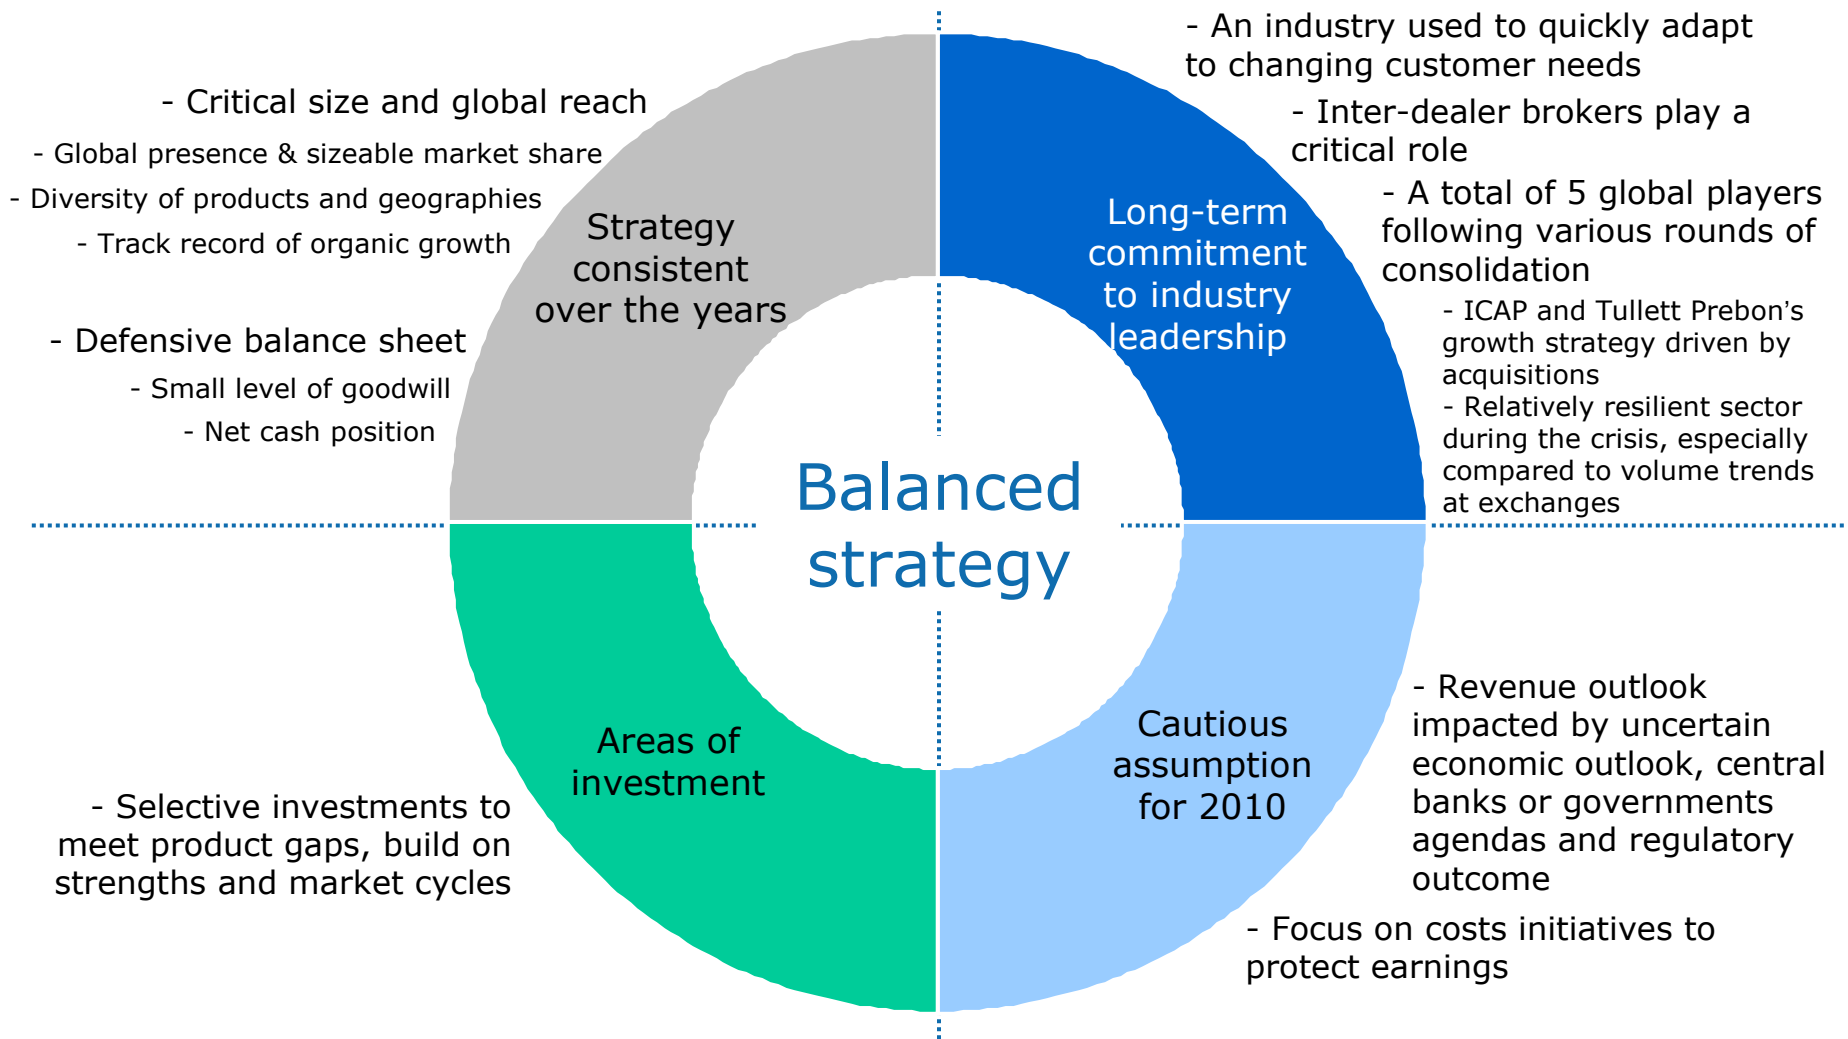 - Critical size and global reach
- Global presence & sizeable market share
- Diversity of products and geographies
- Track record of organic growth
- Defensive balance sheet
- Small level of goodwill
- Net cash position
Strategy
consistent
over the years
Long-term
commitment
to industry
leadership
- An industry used to quickly adapt
to changing customer needs
- Inter-dealer brokers play a
critical role
- A total of 5 global players
following various rounds of
consolidation
- ICAP and Tullett Prebon’s
growth strategy driven by
acquisitions
- Relatively resilient sector
during the crisis, especially
compared to volume trends
at exchanges
Balanced
strategy
Areas of
investment
- Selective investments to
meet product gaps, build on
strengths and market cycles
Cautious
assumption
for 2010
- Revenue outlook
impacted by uncertain
economic outlook, central
banks or governments
agendas and regulatory
outcome
- Focus on costs initiatives to
protect earnings